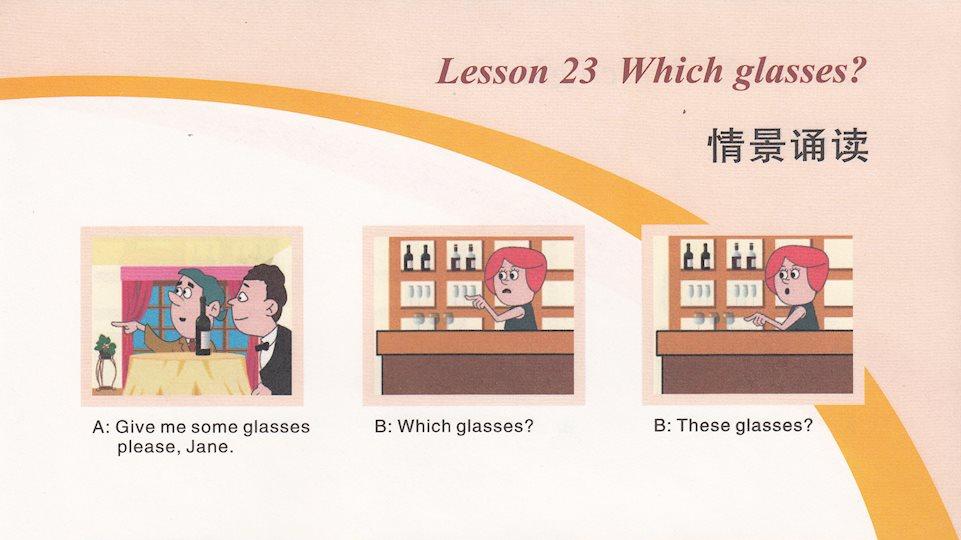 Lesson 23 Which glasses?
情景诵读
A: Give me some glasses
please, Jane.
B: Which glasses?
B: These glasses?